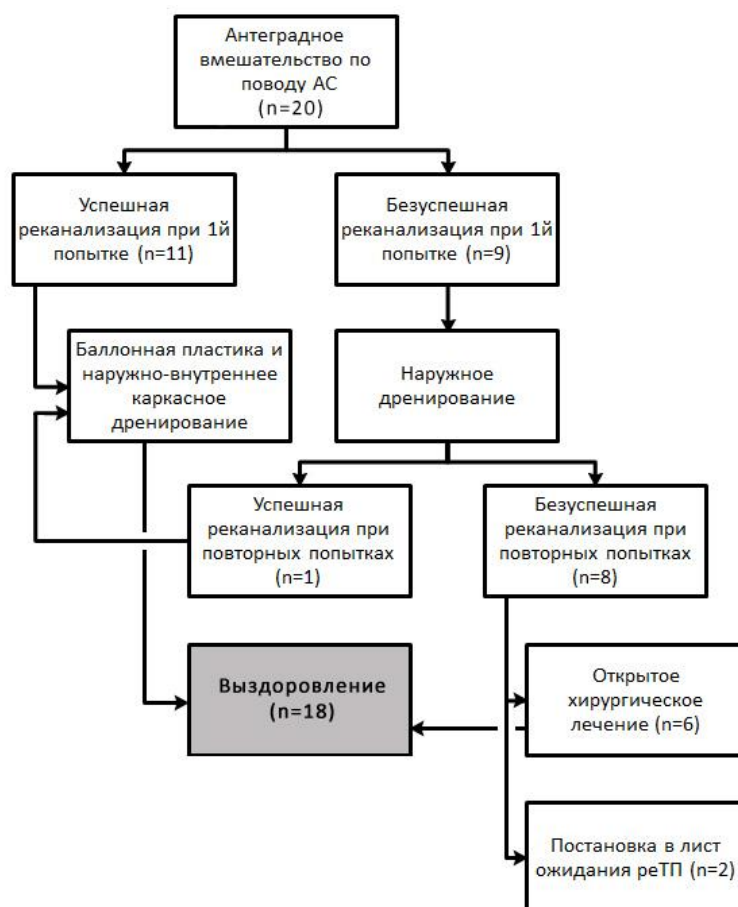 Антеградное
вмешательство по
поводу АС
(n=20)
Успешная
реканализация при 1й
попытке (n=11)
Безуспешная
реканализация при 1й
попытке (n=9)
Баллонная пластика и
наружно-внутреннее
каркасное
дренирование
Наружное
дренирование
Успешная
реканализация при
повторных попытках
(n=1)
Безуспешная
реканализация при
повторных попытках
(n=8)
Выздоровление
(n=18)
Открытое
хирургическое
лечение (n=6)
Постановка в лист
ожидания реТП (n=2)